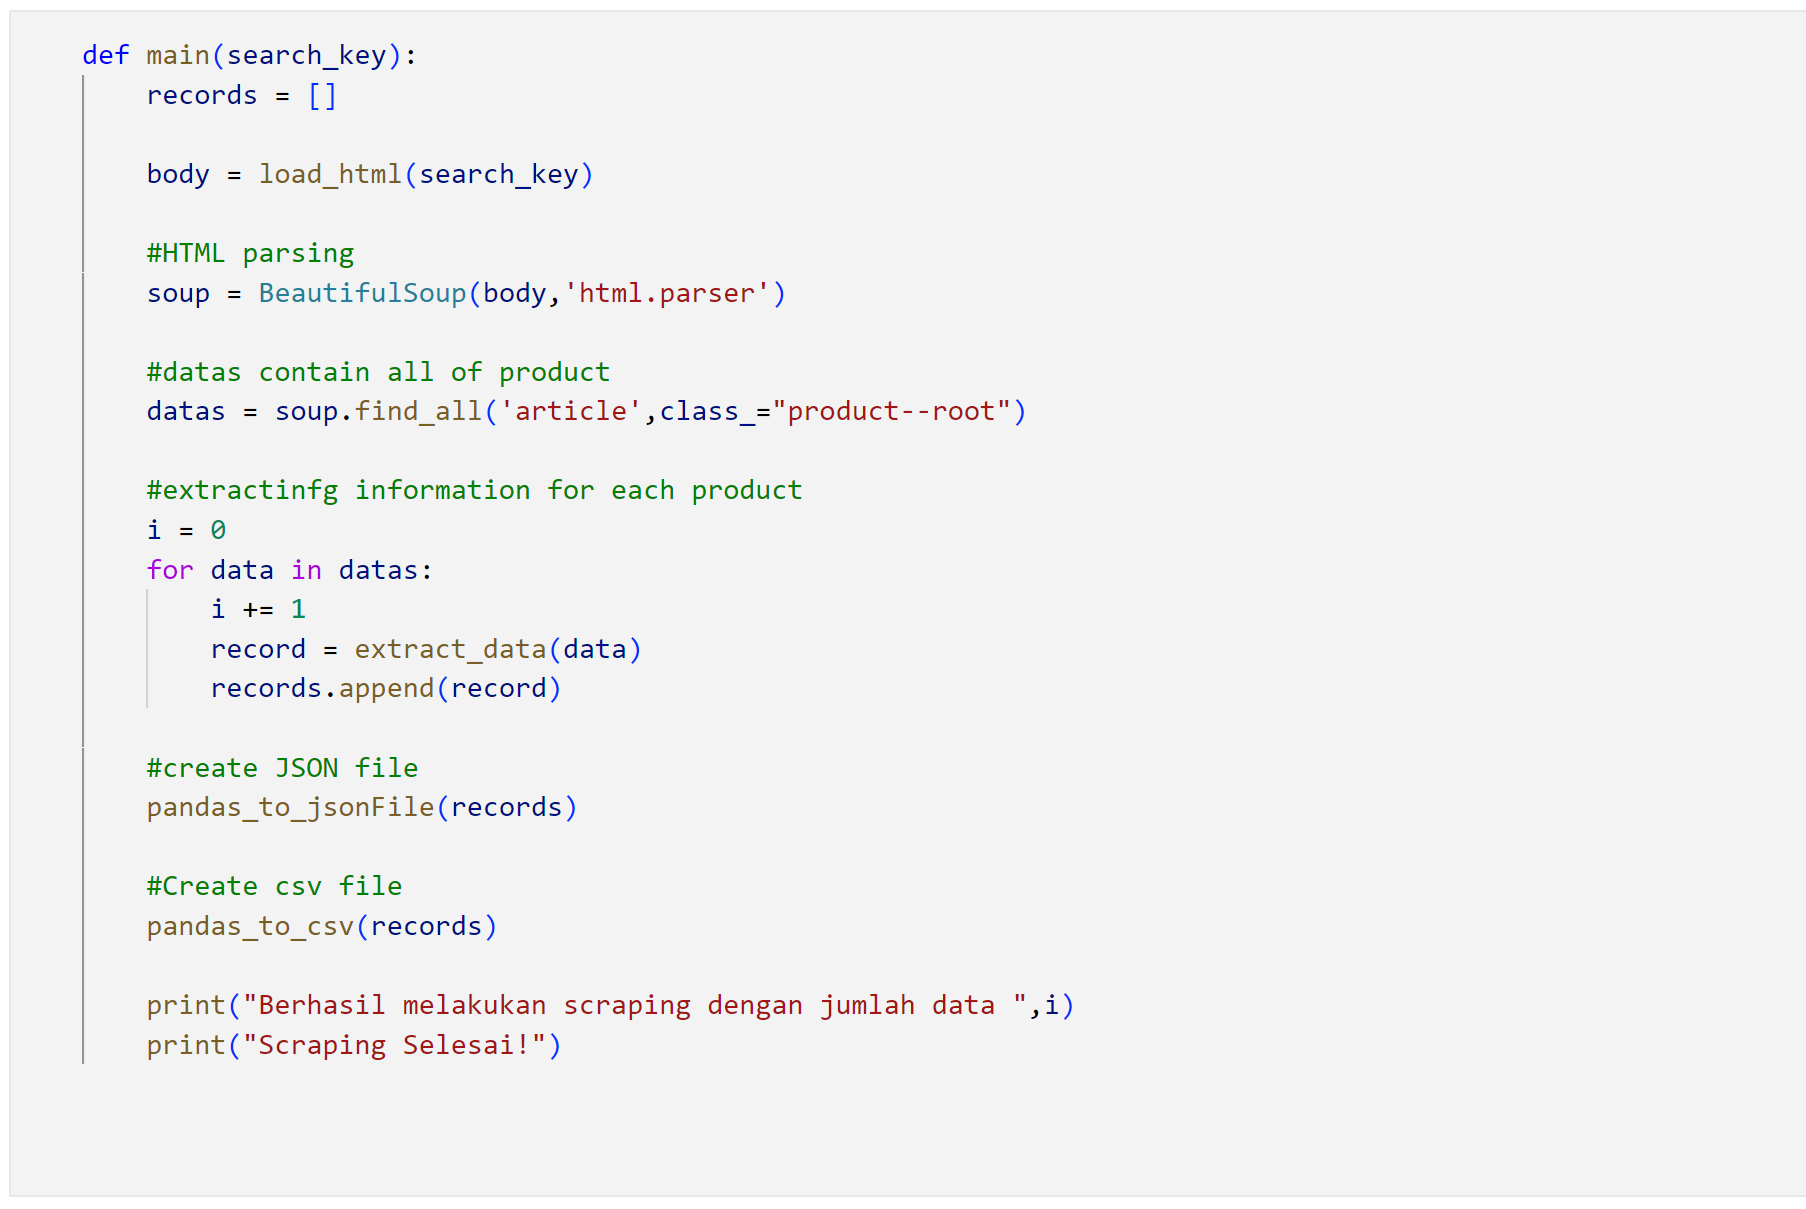 def main(search_key):
    records = []
    body = load_html(search_key)
    #HTML parsing
    soup = BeautifulSoup(body,'html.parser')
    #datas contain all of product
    datas = soup.find_all('article',class_="product--root")
    #extractinfg information for each product
    i = 0
    for data in datas:
        i += 1
        record = extract_data(data)
        records.append(record)
    #create JSON file
    pandas_to_jsonFile(records)
    #Create csv file
    pandas_to_csv(records)
    print("Berhasil melakukan scraping dengan jumlah data ",i)
    print("Scraping Selesai!")